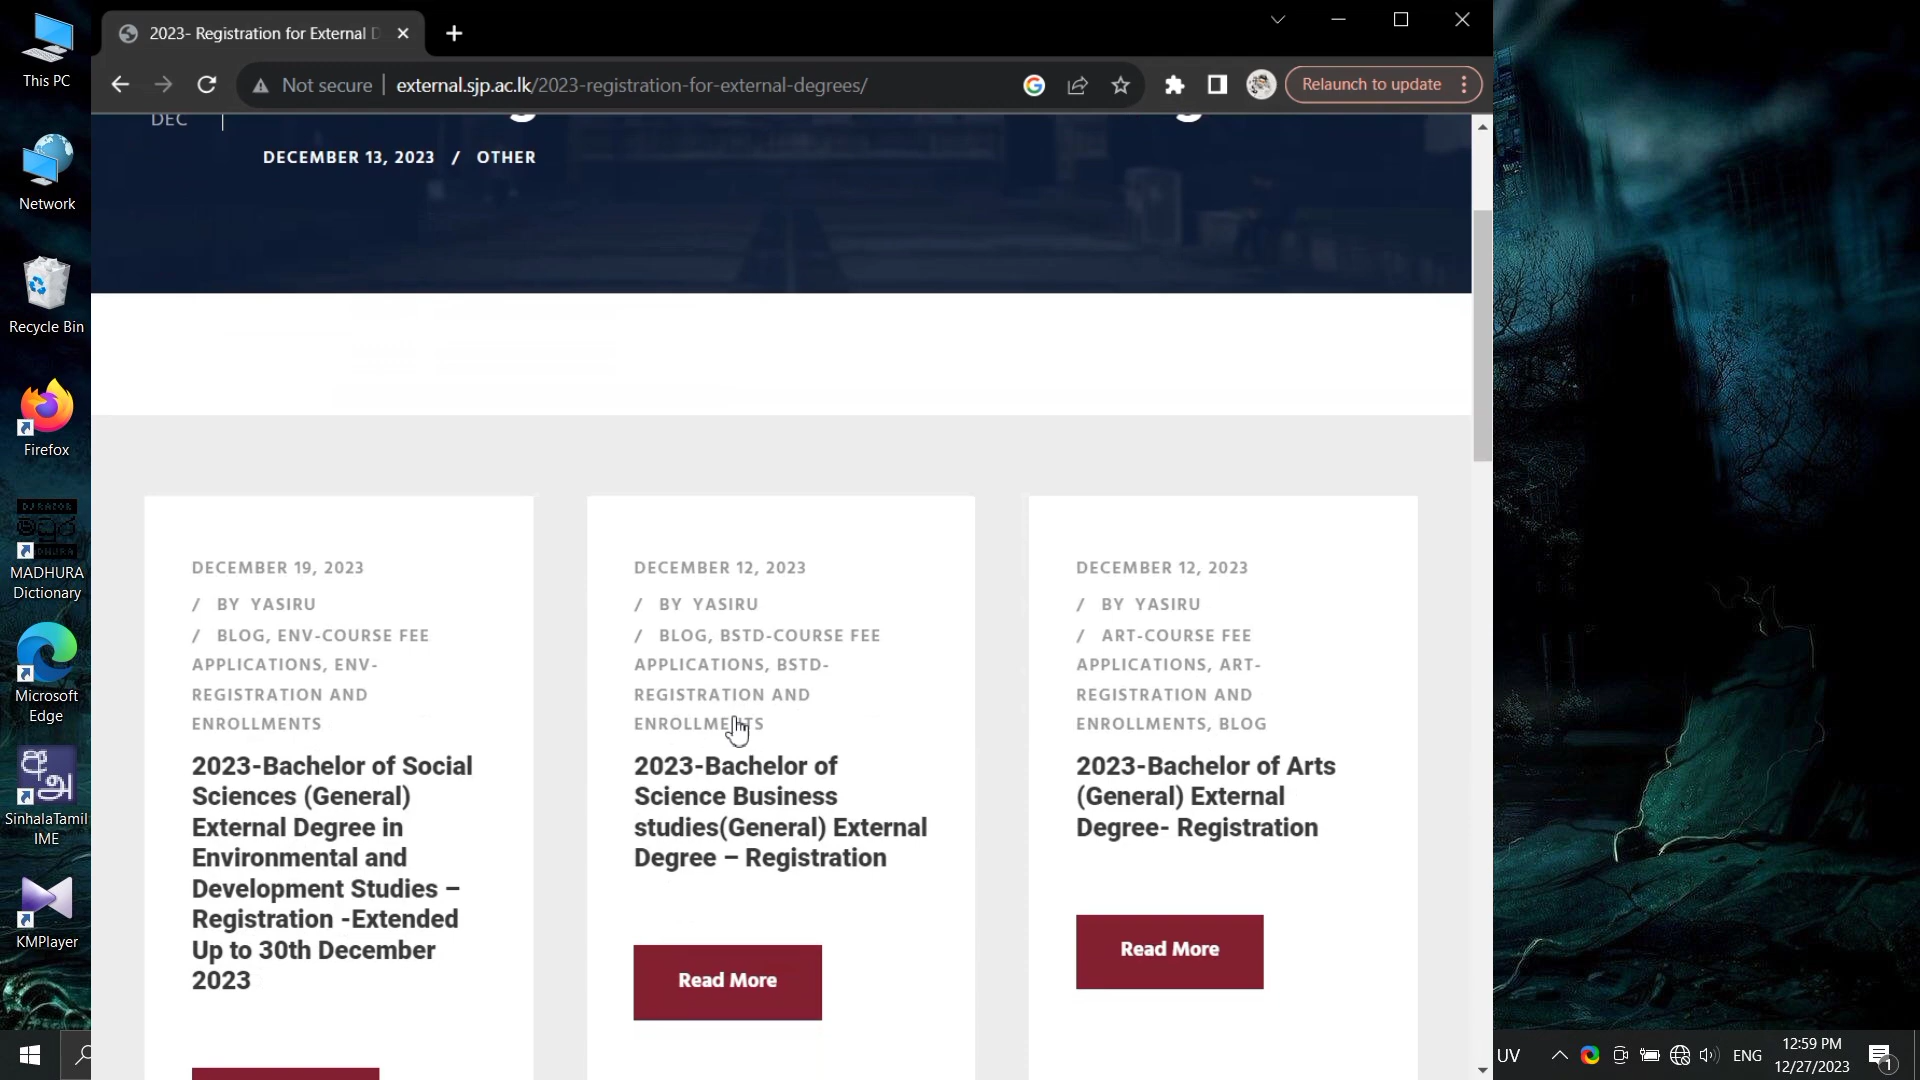 This PC
Network
Recycle Bin
Firefox
MADHURA
Dictionary
Microsoft
Edge
SinhalaTamil
IME
KMPlayer
2023- Registration for External D
Not secure
external.sjp.ac.lk/2023-registration-for-external-degrees/
Relaunch to update
DEC
DECEMBER 13, 2023 / OTHER
DECEMBER 19, 2023
/ BY YASIRU
/ BLOG, ENV-COURSE FEE
APPLICATIONS, ENV-
REGISTRATION AND
ENROLLMENTS
2023-Bachelor of Social
Sciences (General)
External Degree in
Environmental and
Development Studies –
Registration -Extended
Up to 30th December
2023
DECEMBER 12, 2023
/ BY YASIRU
/ BLOG, BSTD-COURSE FEE
APPLICATIONS, BSTD-
REGISTRATION AND
ENROLLMENTS
2023-Bachelor of
Science Business
studies(General) External
Degree – Registration
Read More
DECEMBER 12, 2023
/ BY YASIRU
/ ART-COURSE FEE
APPLICATIONS, ART-
REGISTRATION AND
ENROLLMENTS, BLOG
2023-Bachelor of Arts
(General) External
Degree- Registration
Read More
UV
ENG
12:59 PM
12/27/2023
1